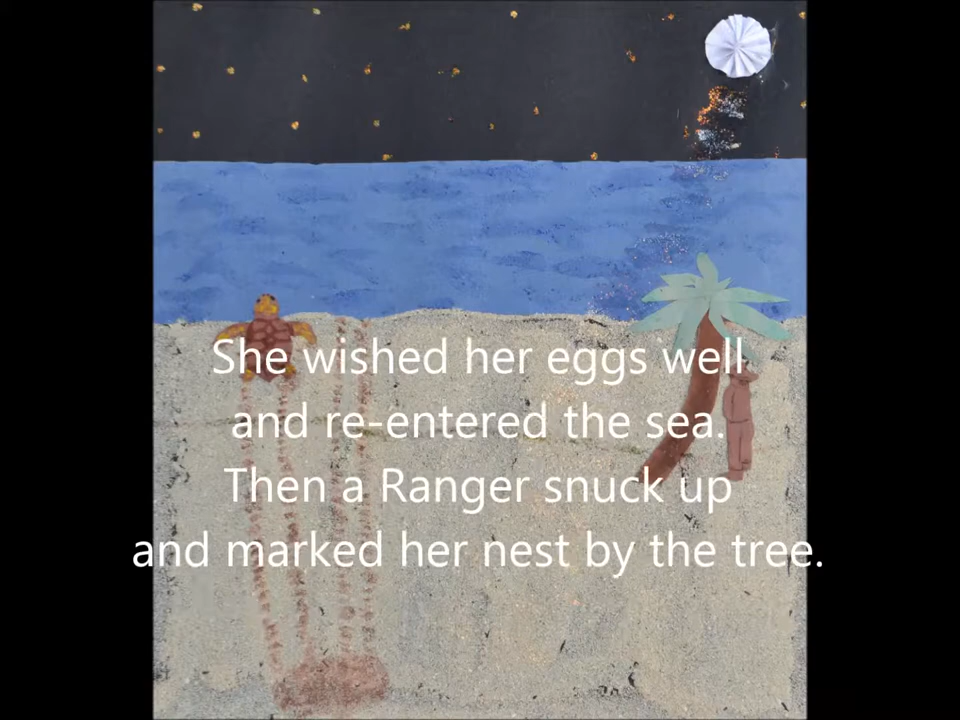 She wished her eggs well
and re-entered the sea.
Then a Ranger snuck up
and marked her nest by the tree.